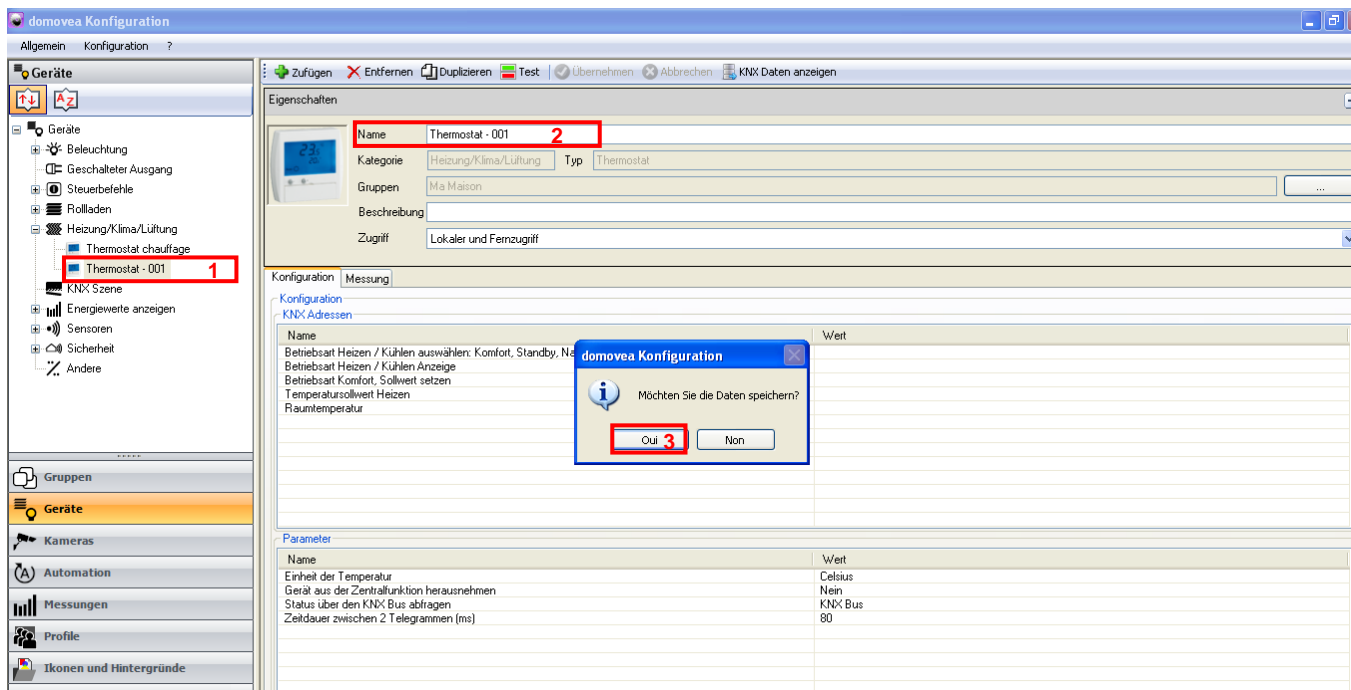 domovea Konfiguration
Allgemein Konfiguration ?
Geräte
Zufügen Entfernen Duplizieren Test Übernehmen Abbrechen KNX Daten anzeigen
A Z
Eigenschaften
Geräte
Beleuchtung
Geschalteter Ausgang
Steuerbefehle
Rollladen
Heizung/Klima/Lüftung
Thermostat chauffage
Thermostat - 001 1
KNX Szene
Energiewerte anzeigen
Sensoren
Sicherheit
Andere
Name Thermostat - 001 2
Kategorie Heizung/Klima/Lüftung Typ Thermostat
Gruppen Ma Maison ...
Beschreibung
Zugriff Lokaler und Fernzugriff
Konfiguration Messung
Konfiguration
KNX Adressen
Name Wert
Betriebsart Heizen / Kühlen auswählen: Komfort, Standby, Na
Betriebsart Heizen / Kühlen Anzeige
Betriebsart Komfort, Sollwert setzen
Temperatursollwert Heizen
Raumtemperatur
domovea Konfiguration
Möchten Sie die Daten speichern?
Oui 3 Non
Parameter
Name Wert
Einheit der Temperatur Celsius
Gerät aus der Zentralfunktion herausnehmen Nein
Status über den KNX Bus abfragen KNX Bus
Zeitdauer zwischen 2 Telegrammen (ms) 80
Gruppen
Geräte
Kameras
Automation
Messungen
Profile
Ikonen und Hintergründe